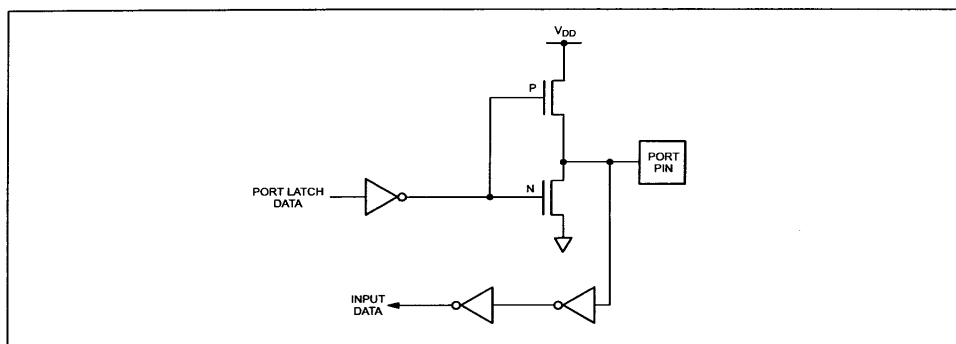 VDD
P
PORT
PIN
N
PORT LATCH
DATA
INPUT
DATA